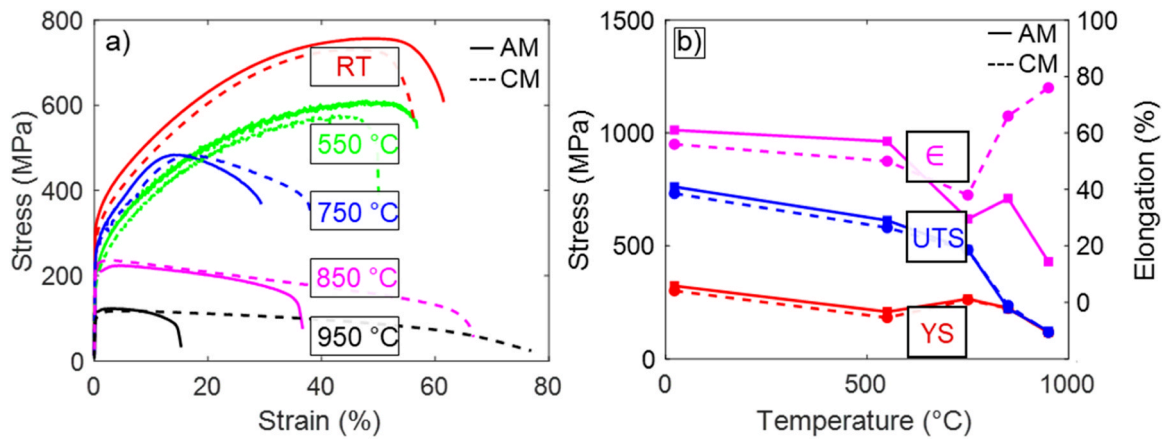 a)
AM
CM
RT
550 °C
750 °C
850 °C
950 °C
800
600
400
200
0
0
20
40
60
80
Stress (MPa)
Strain (%)
b)
AM
CM
∈
UTS
YS
1500
1000
500
0
0
500
1000
100
80
60
40
20
0
Stress (MPa)
Temperature (°C)
Elongation (%)